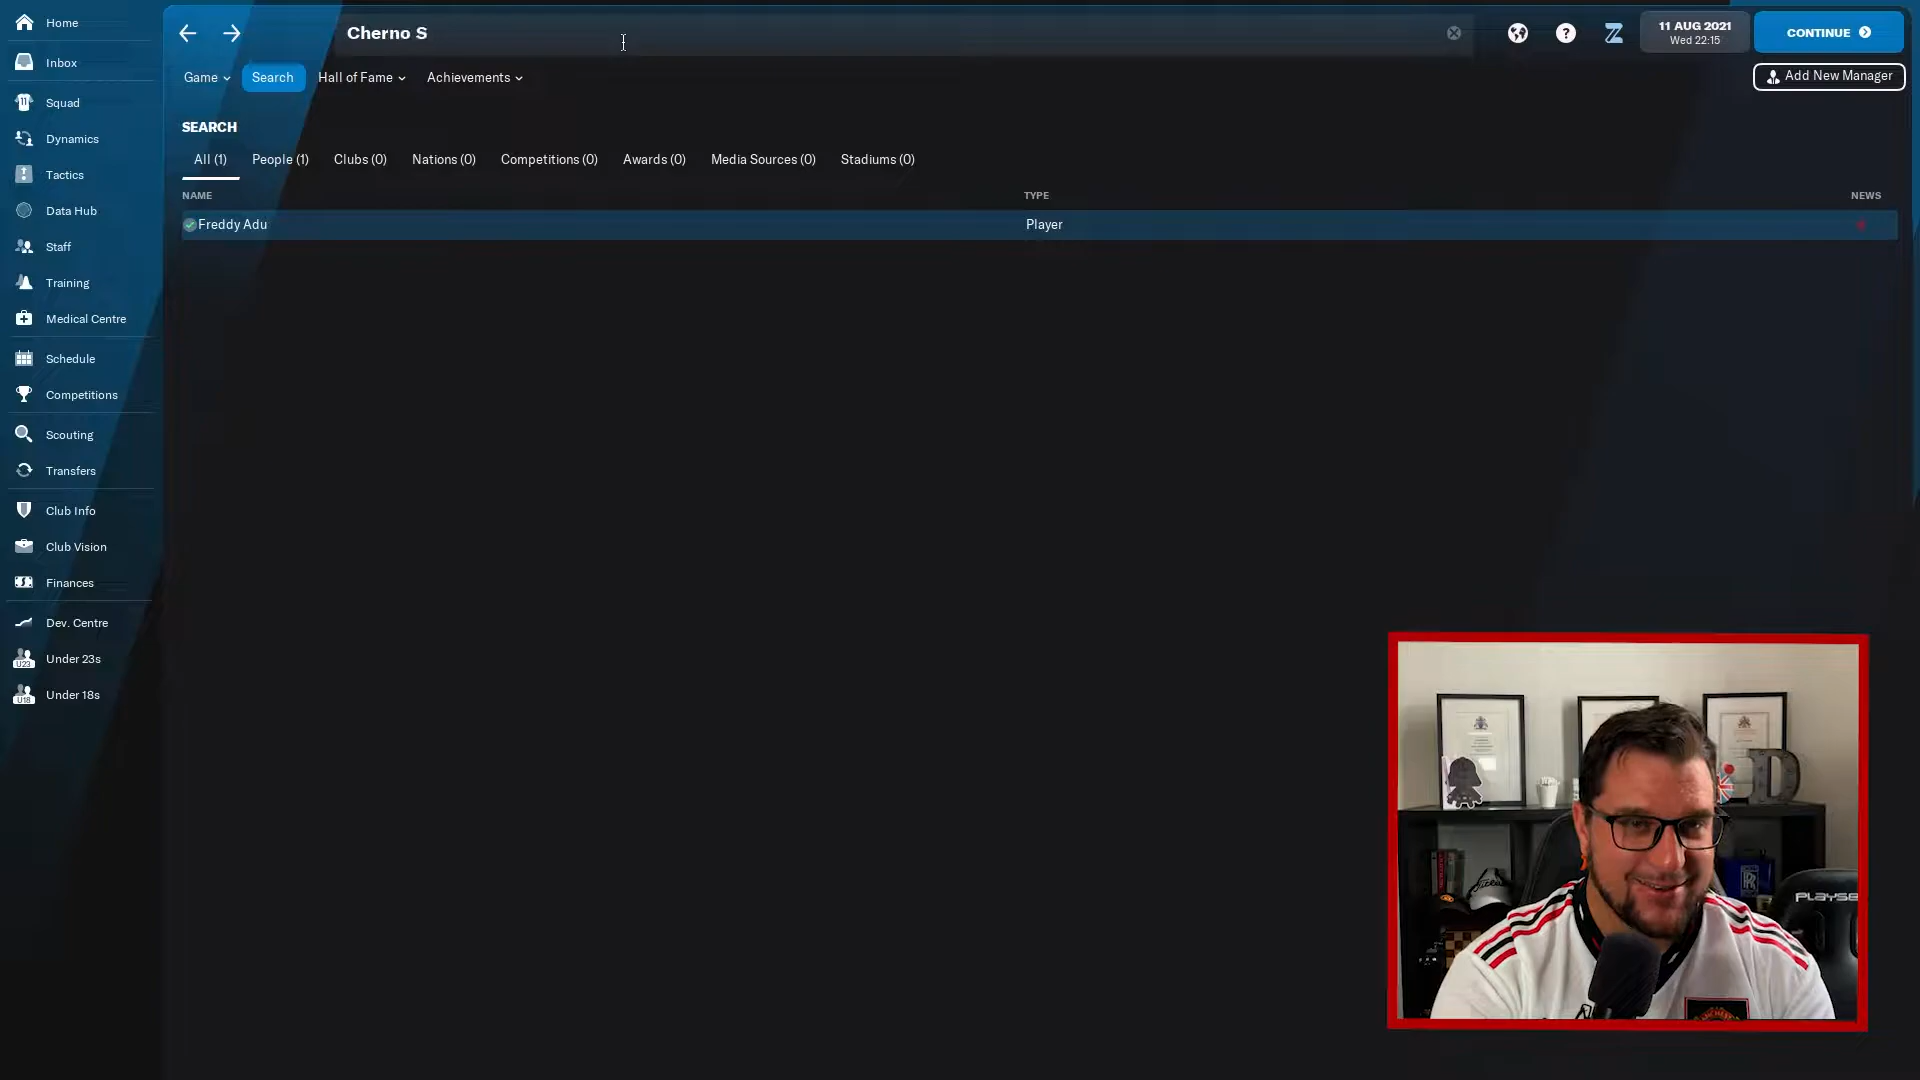 Home
Inbox
Squad
Dynamics
Tactics
Data Hub
Staff
Training
Medical Centre
Schedule
Competitions
Scouting
Transfers
Club Info
Club Vision
Finances
Dev. Centre
U23 Under 23s
U18 Under 18s
Cherno S
11 AUG 2021
Wed 22:15
CONTINUE
Game
Search
Hall of Fame
Achievements
Add New Manager
SEARCH
All (1)
People (1)
Clubs (0)
Nations (0)
Competitions (0)
Awards (0)
Media Sources (0)
Stadiums (0)
NAME
TYPE
NEWS
Freddy Adu
Player
D
PLAYSE